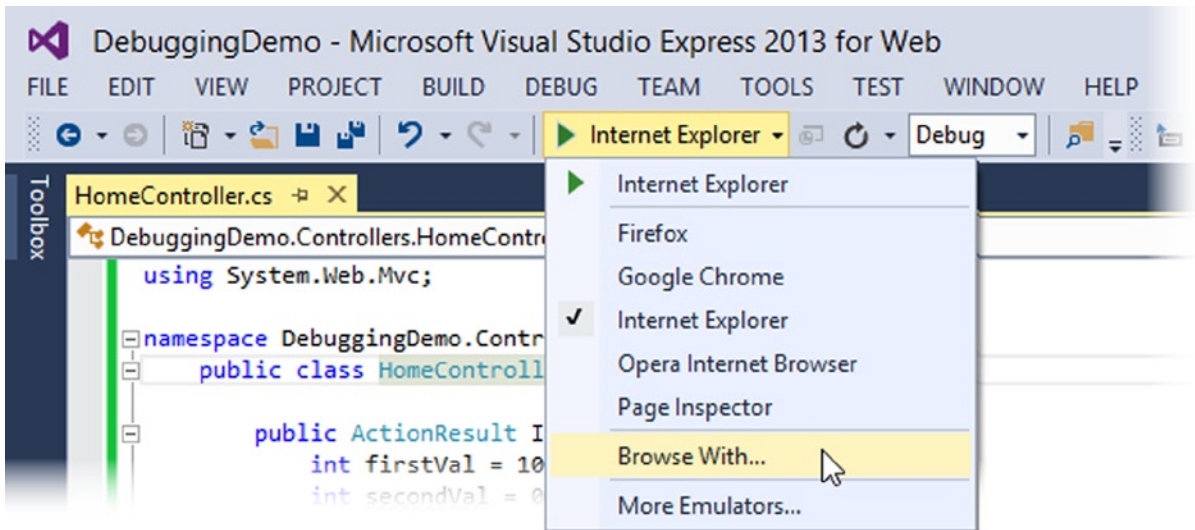 DebuggingDemo - Microsoft Visual Studio Express 2013 for Web
FILE EDIT VIEW PROJECT BUILD DEBUG TEAM TOOLS TEST WINDOW HELP
Internet Explorer Debug
Toolbox
HomeController.cs
DebuggingDemo.Controllers.HomeContr
using System.Web.Mvc;
namespace DebuggingDemo.Contr
public class HomeControll
public ActionResult I
int firstVal = 10
int secondVal = 0
Internet Explorer
Firefox
Google Chrome
Internet Explorer
Opera Internet Browser
Page Inspector
Browse With...
More Emulators...